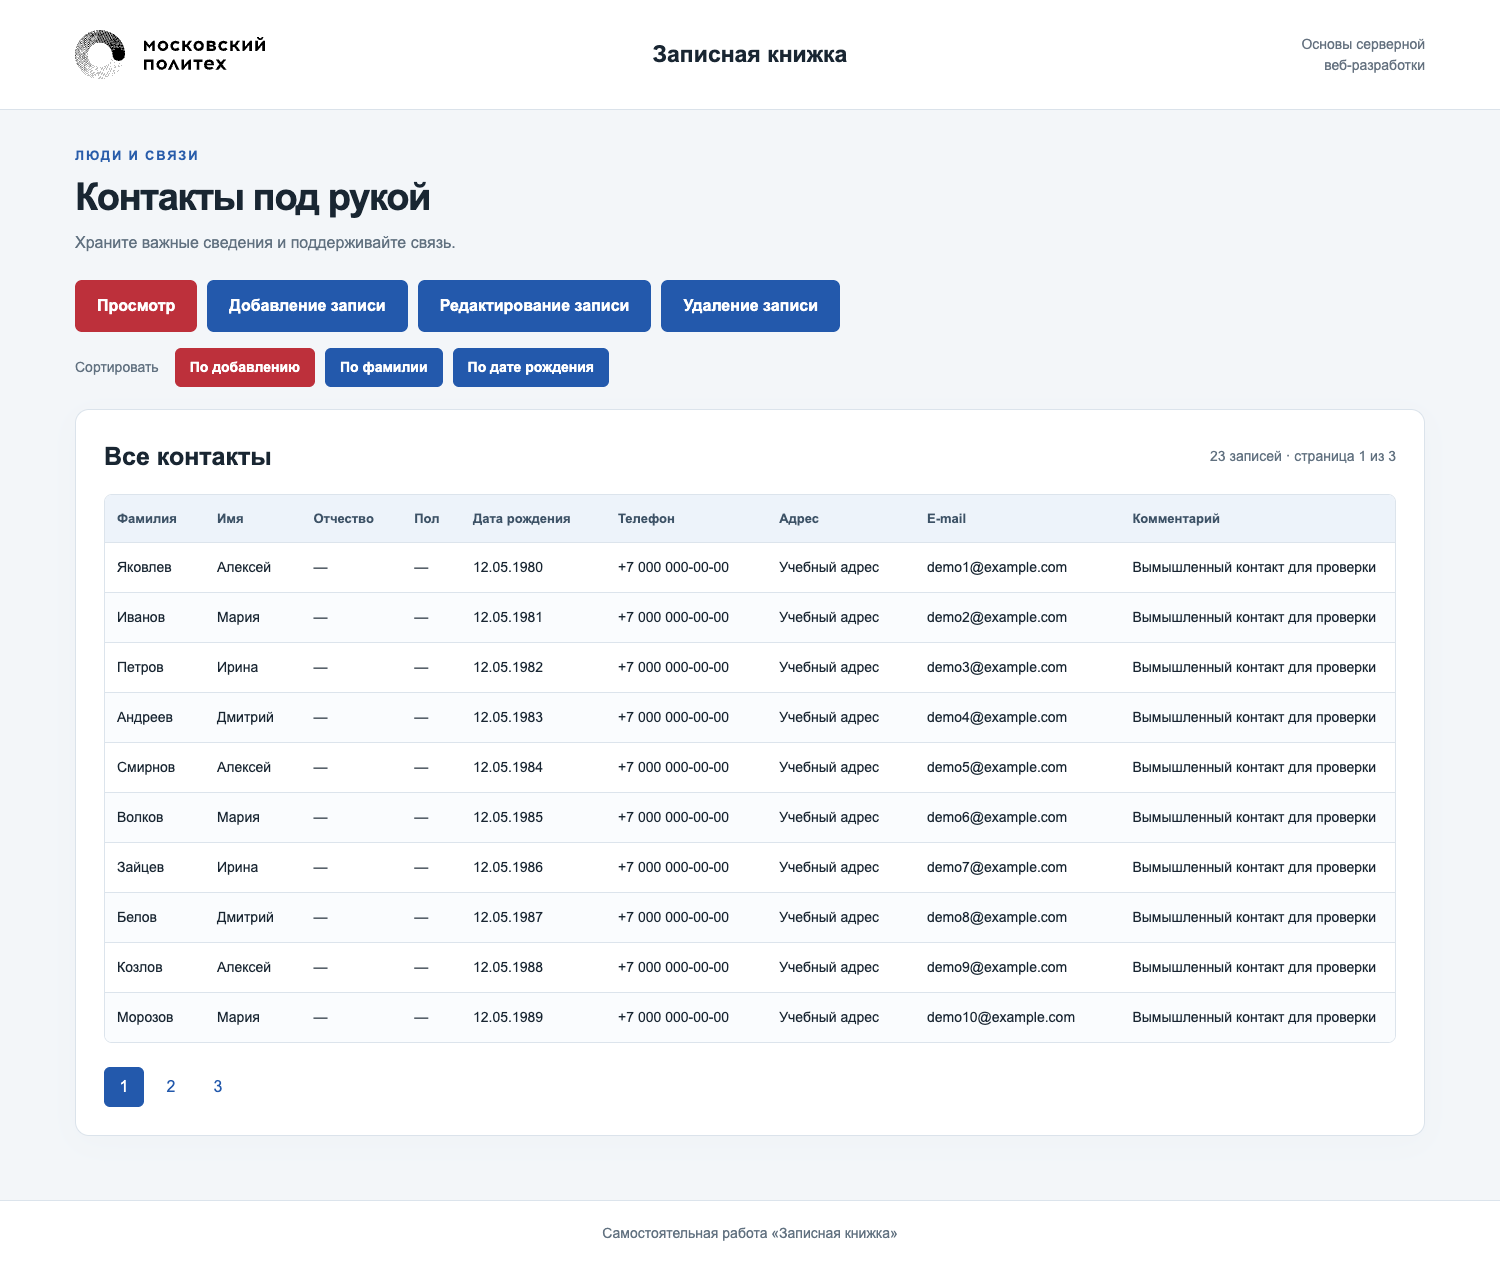 МОСКОВСКИЙ
ПОЛИТЕХ
Записная книжка
Основы серверной
веб-разработки
ЛЮДИ И СВЯЗИ
Контакты под рукой
Храните важные сведения и поддерживайте связь.
Просмотр Добавление записи Редактирование записи Удаление записи
Сортировать По добавлению По фамилии По дате рождения
Все контакты 23 записей · страница 1 из 3
Фамилия Имя Отчество Пол Дата рождения Телефон Адрес E-mail Комментарий
Яковлев Алексей — — 12.05.1980 +7 000 000-00-00 Учебный адрес demo1@example.com Вымышленный контакт для проверки
Иванов Мария — — 12.05.1981 +7 000 000-00-00 Учебный адрес demo2@example.com Вымышленный контакт для проверки
Петров Ирина — — 12.05.1982 +7 000 000-00-00 Учебный адрес demo3@example.com Вымышленный контакт для проверки
Андреев Дмитрий — — 12.05.1983 +7 000 000-00-00 Учебный адрес demo4@example.com Вымышленный контакт для проверки
Смирнов Алексей — — 12.05.1984 +7 000 000-00-00 Учебный адрес demo5@example.com Вымышленный контакт для проверки
Волков Мария — — 12.05.1985 +7 000 000-00-00 Учебный адрес demo6@example.com Вымышленный контакт для проверки
Зайцев Ирина — — 12.05.1986 +7 000 000-00-00 Учебный адрес demo7@example.com Вымышленный контакт для проверки
Белов Дмитрий — — 12.05.1987 +7 000 000-00-00 Учебный адрес demo8@example.com Вымышленный контакт для проверки
Козлов Алексей — — 12.05.1988 +7 000 000-00-00 Учебный адрес demo9@example.com Вымышленный контакт для проверки
Морозов Мария — — 12.05.1989 +7 000 000-00-00 Учебный адрес demo10@example.com Вымышленный контакт для проверки
1 2 3
Самостоятельная работа «Записная книжка»